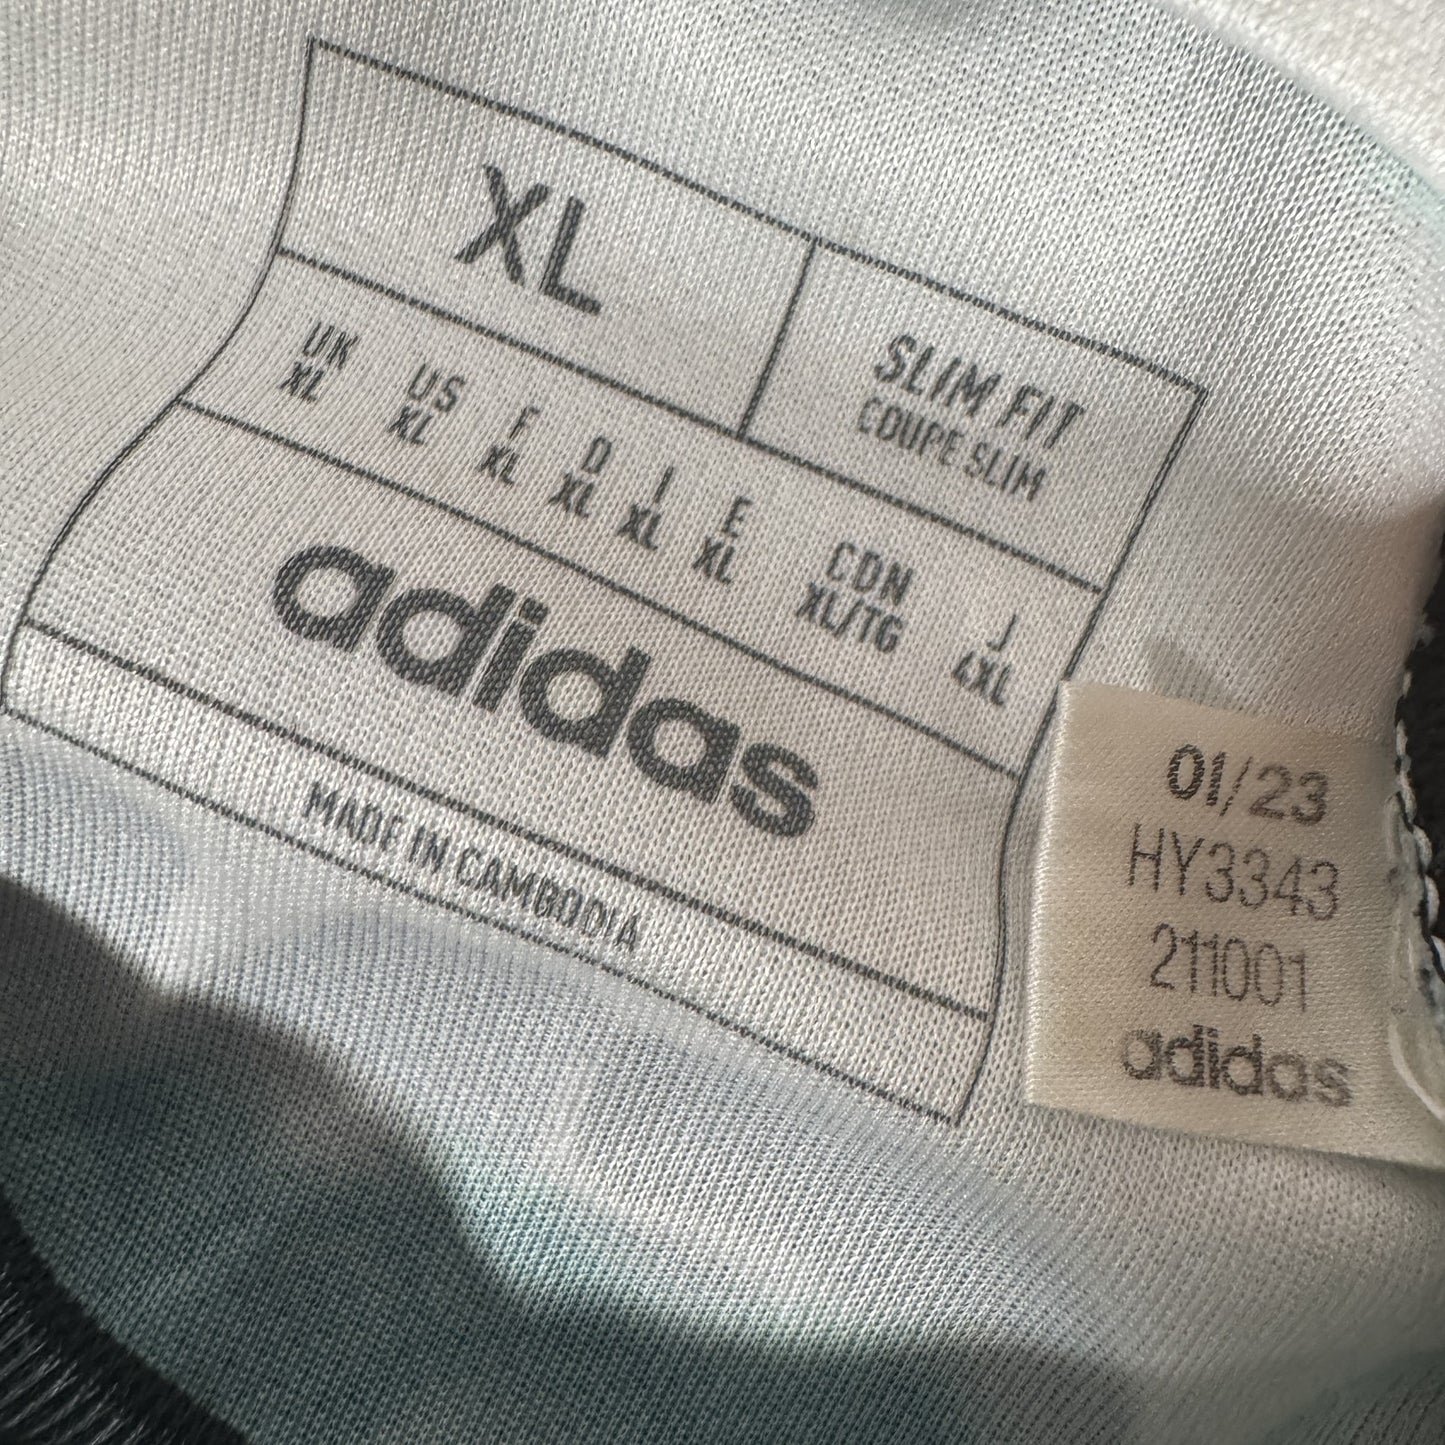 XL
SLIM FIT
COUPE SLIM
UK US F D I E CDN J
XL XL XL XL XL XL XL/TG 4XL
adidas
MADE IN CAMBODIA
01/23
HY3343
211001
adidas